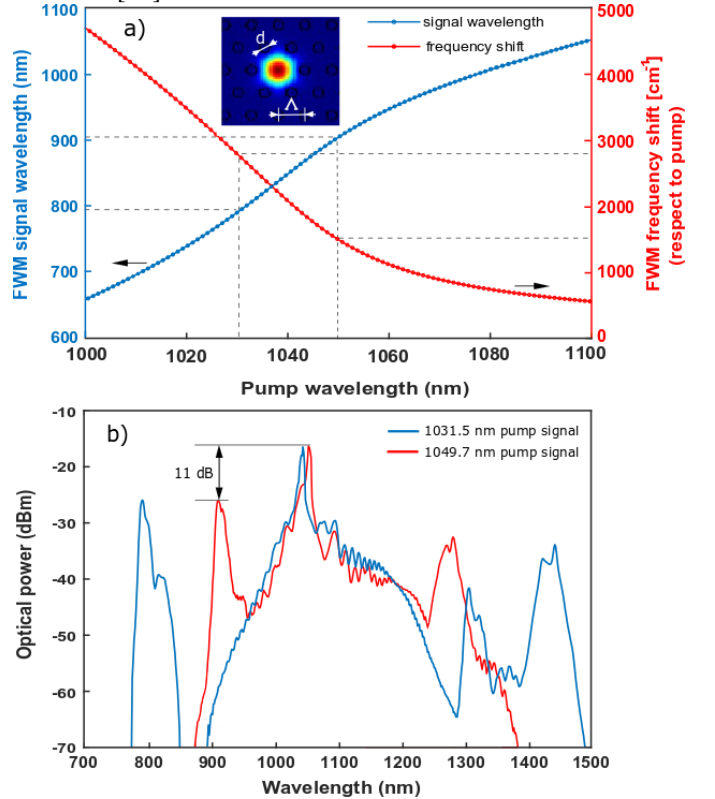 a)
signal wavelength
frequency shift
d
Λ
1100
1000
900
800
700
600
FWM signal wavelength (nm)
5000
4000
3000
2000
1000
0
FWM frequency shift [cm-1]
(respect to pump)
1000 1020 1040 1060 1080 1100
Pump wavelength (nm)
b)
1031.5 nm pump signal
1049.7 nm pump signal
11 dB
-10
-20
-30
-40
-50
-60
-70
Optical power (dBm)
700 800 900 1000 1100 1200 1300 1400 1500
Wavelength (nm)